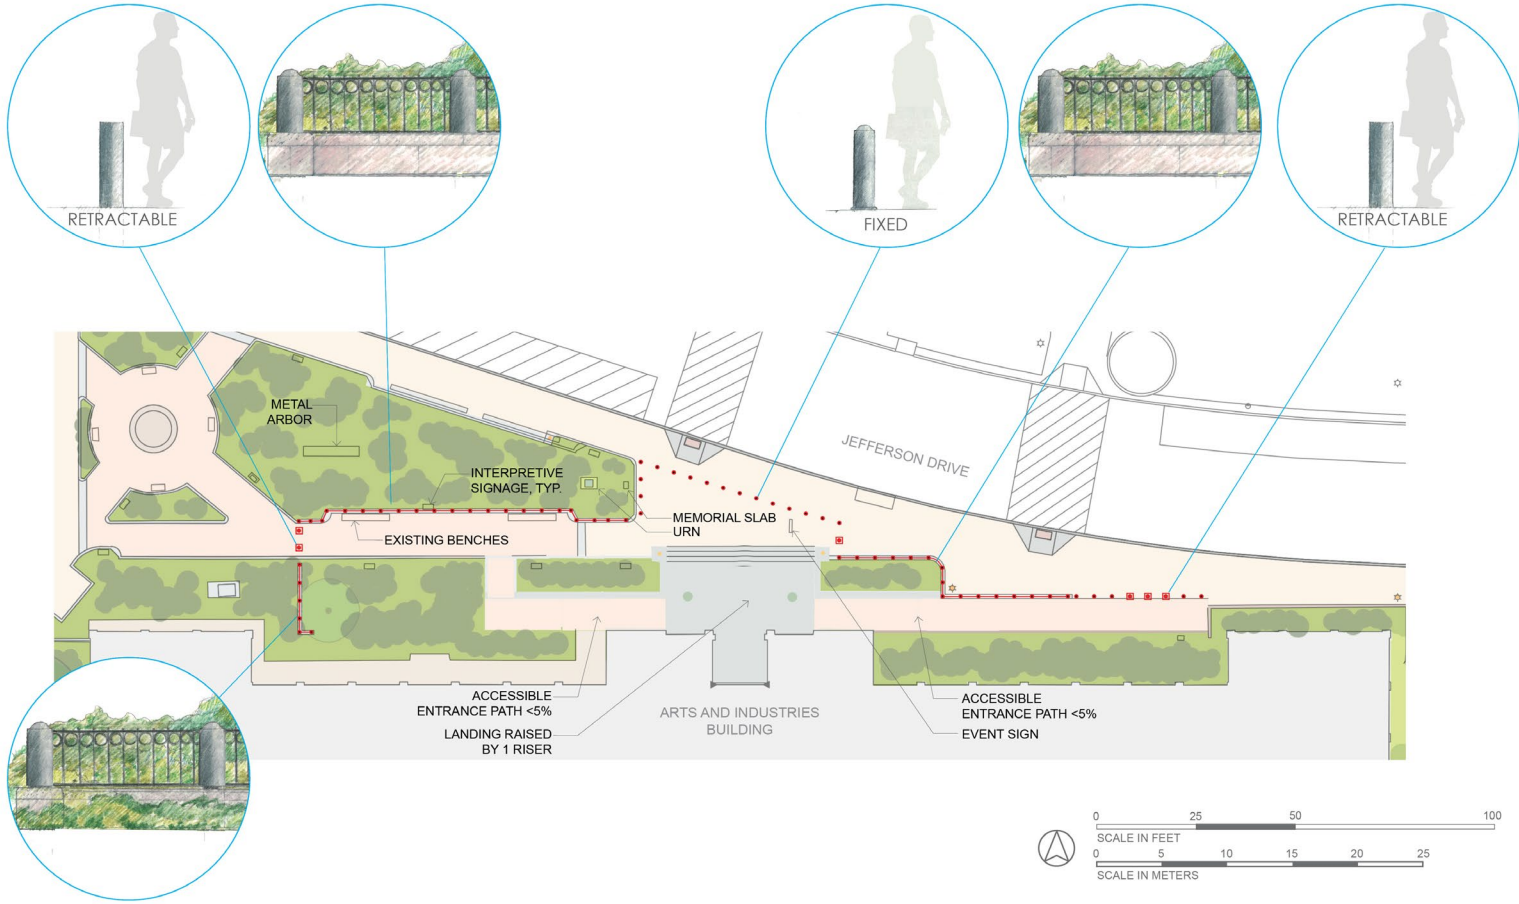 RETRACTABLE
FIXED
RETRACTABLE
METAL
ARBOR
INTERPRETIVE
SIGNAGE, TYP.
JEFFERSON DRIVE
MEMORIAL SLAB
URN
EXISTING BENCHES
ACCESSIBLE
ENTRANCE PATH <5%
LANDING RAISED
BY 1 RISER
ARTS AND INDUSTRIES
BUILDING
ACCESSIBLE
ENTRANCE PATH <5%
EVENT SIGN
0 25 50 100
SCALE IN FEET
0 5 10 15 20 25
SCALE IN METERS